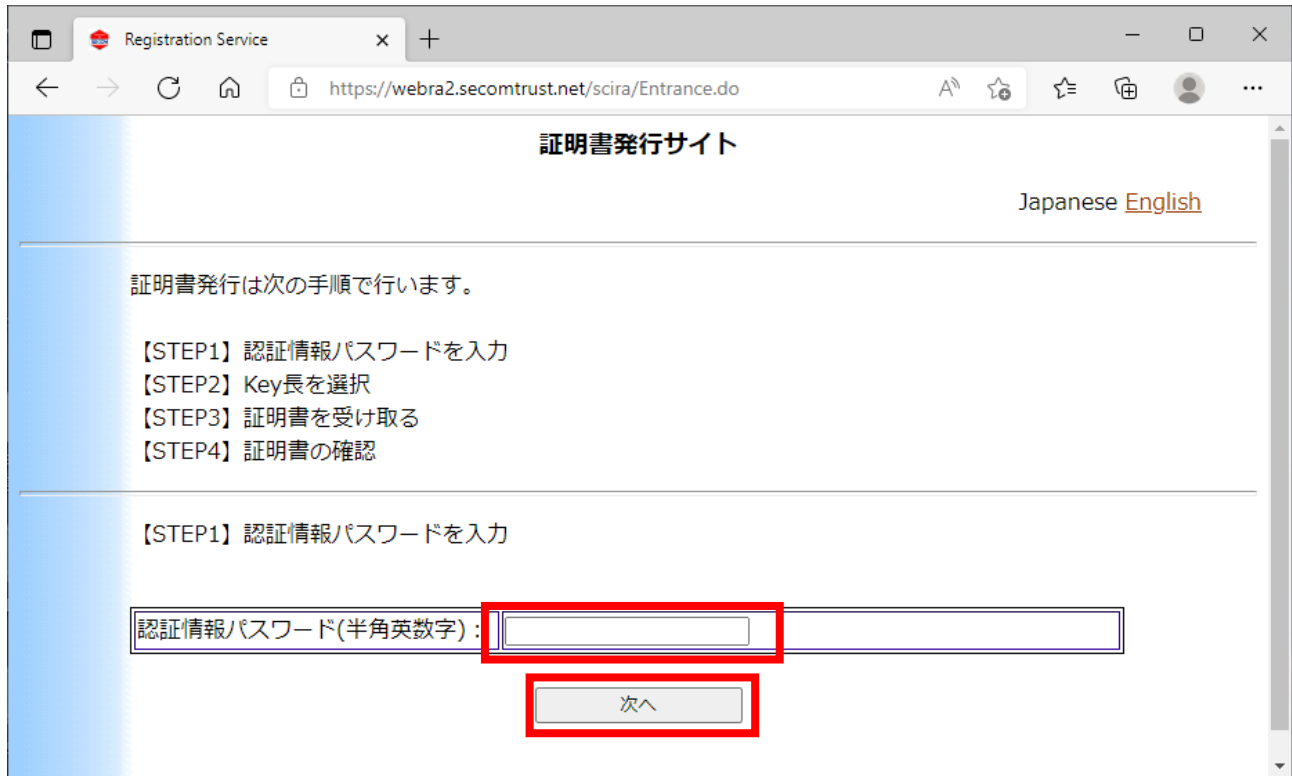 Registration Service
https://webra2.secomtrust.net/scira/Entrance.do
証明書発行サイト
Japanese English
証明書発行は次の手順で行います。
【STEP1】認証情報パスワードを入力
【STEP2】Key長を選択
【STEP3】証明書を受け取る
【STEP4】証明書の確認
【STEP1】認証情報パスワードを入力
認証情報パスワード(半角英数字)：
次へ